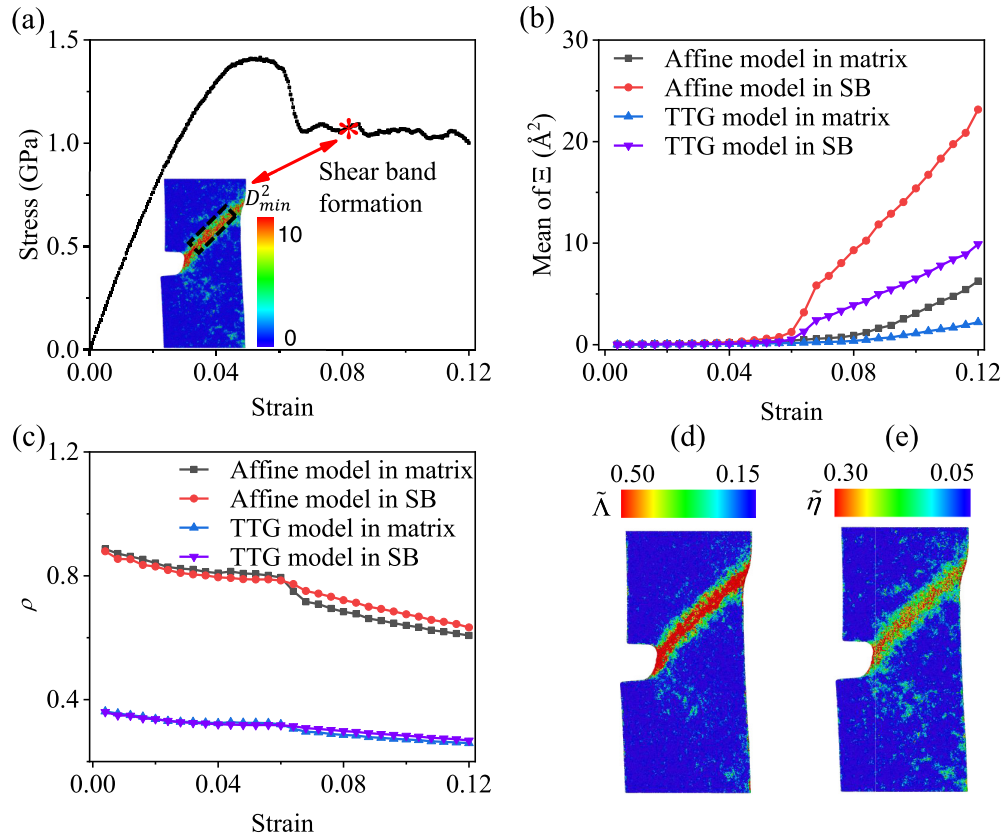 (a)
1.5
1.0
0.5
0.0
Stress (GPa)
0.00 0.04 0.08 0.12
Strain
D²min
10
0
Shear band
formation
(b)
30
20
10
0
Mean of Ξ (Å²)
Affine model in matrix
Affine model in SB
TTG model in matrix
TTG model in SB
0.00 0.04 0.08 0.12
Strain
(c)
1.2
0.8
0.4
ρ
Affine model in matrix
Affine model in SB
TTG model in matrix
TTG model in SB
0.00 0.04 0.08 0.12
Strain
(d)
0.50 0.15
Λ̃
(e)
0.30 0.05
η̃